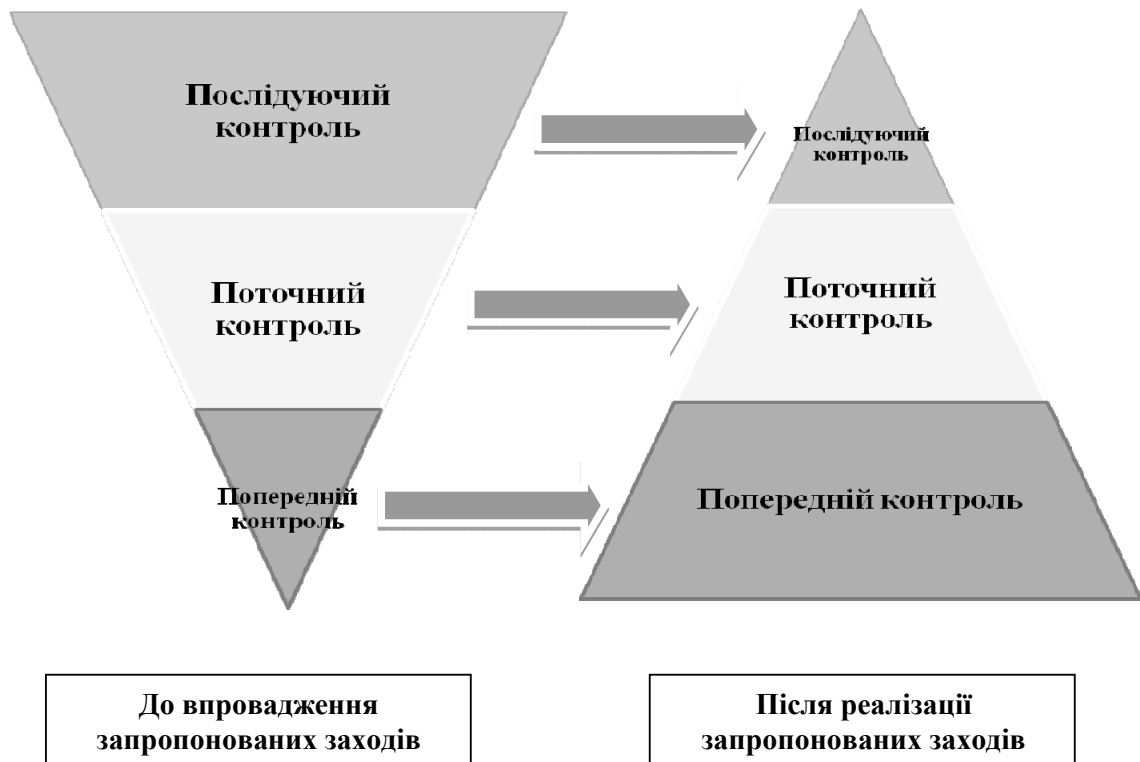 Послідуючий
контроль
Поточний
контроль
Попередній
контроль
Послідуючий
контроль
Поточний
контроль
Попередній контроль
До впровадження
запропонованих заходів
Після реалізації
запропонованих заходів